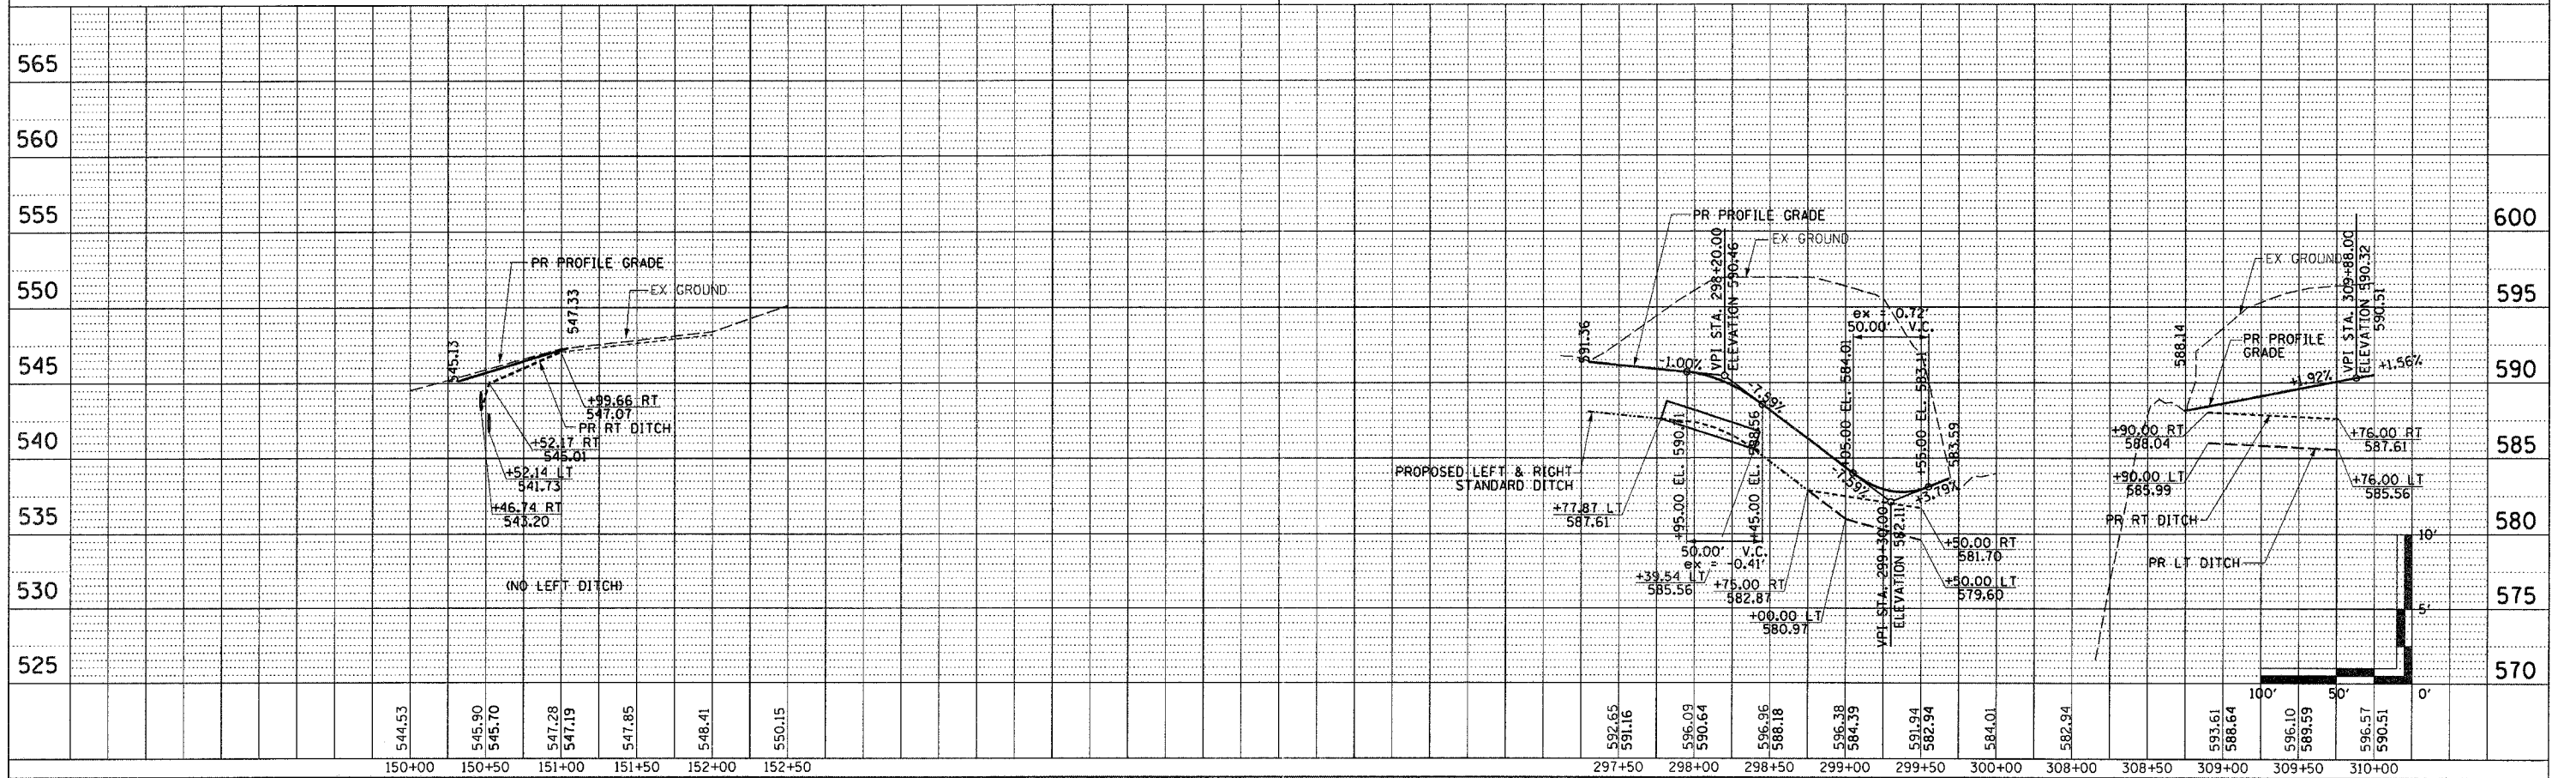 565
560
555
550
545
540
535
530
525
600
595
590
585
580
575
570
PR PROFILE GRADE
EX GROUND
545.13
547.33
+99.66 RT
547.07
PR RT DITCH
+52.17 RT
545.01
+52.14 LT
541.73
+46.74 RT
543.20
(NO LEFT DITCH)
PR PROFILE GRADE
EX GROUND
591.36
-1.00%
VPI STA. 298+20.00
ELEVATION 590.46
-7.59%
ex = 0.72'
50.00' V.C.
+05.00 EL. 584.01
+55.00 EL. 583.11
583.59
-7.59%
+3.79%
PROPOSED LEFT & RIGHT
STANDARD DITCH
+77.87 LT
587.61
+95.00 EL. 590.71
+45.00 EL. 588.56
50.00' V.C.
ex = -0.41'
+39.54 LT
585.56
+75.00 RT
582.87
+00.00 LT
580.97
VPI STA. 299+30.00
ELEVATION 582.11
+50.00 RT
581.70
+50.00 LT
579.60
EX GROUND
588.14
PR PROFILE
GRADE
VPI STA. 309+88.00
ELEVATION 590.32
590.51
+1.92%
+1.56%
+90.00 RT
588.04
+76.00 RT
587.61
+90.00 LT
585.99
+76.00 LT
585.56
PR RT DITCH
PR LT DITCH
10'
5'
100'
50'
0'
544.53
545.90
545.70
547.28
547.19
547.85
548.41
550.15
592.65
591.16
596.09
590.64
596.96
588.18
596.38
584.39
591.94
582.94
584.01
582.94
593.61
588.64
596.10
589.59
596.57
590.51
150+00
150+50
151+00
151+50
152+00
152+50
297+50
298+00
298+50
299+00
299+50
300+00
308+00
308+50
309+00
309+50
310+00